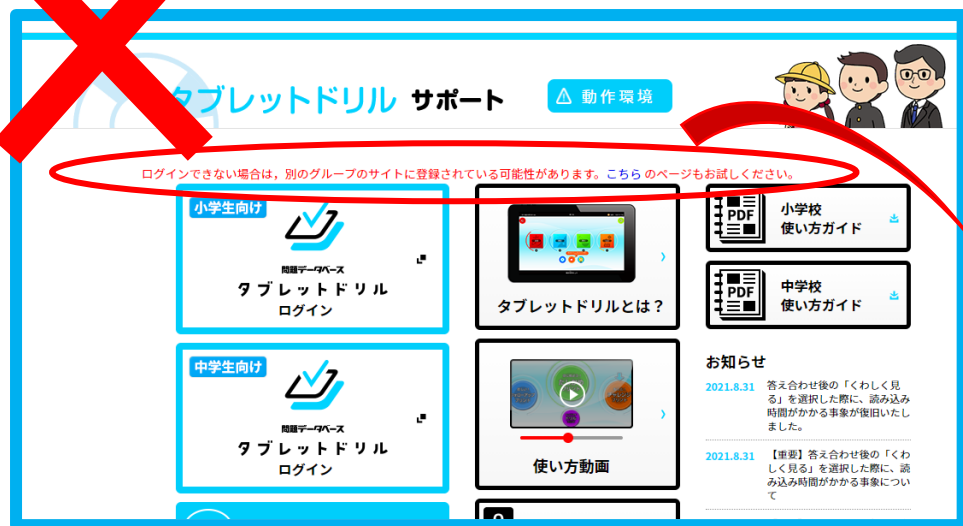 タブレットドリル サポート
動作環境
ログインできない場合は，別のグループのサイトに登録されている可能性があります。こちら のページもお試しください。
小学生向け
問題データベース
タブレットドリル
ログイン
中学生向け
問題データベース
タブレットドリル
ログイン
タブレットドリルとは？
使い方動画
PDF
小学校
使い方ガイド
PDF
中学校
使い方ガイド
お知らせ
2021.8.31 答え合わせ後の「くわしく見
る」を選択した際に、読み込み
時間がかかる事象が復旧いたし
ました。
2021.8.31 【重要】答え合わせ後の「くわ
しく見る」を選択した際に、読
み込み時間がかかる事象につい
て